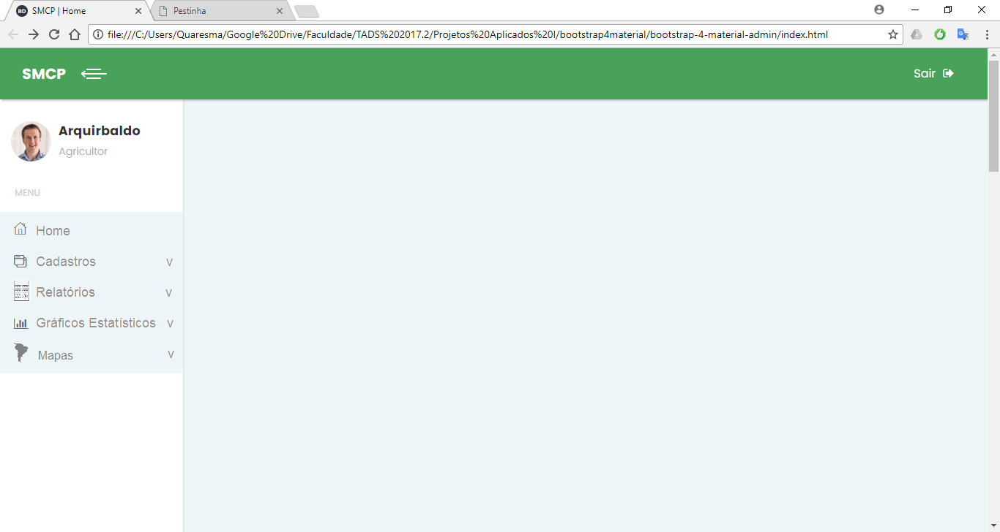 BD SMCP | Home
Pestinha
file:///C:/Users/Quaresma/Google%20Drive/Faculdade/TADS%202017.2/Projetos%20Aplicados%20I/bootstrap4material/bootstrap-4-material-admin/index.html
SMCP
Sair
Arquirbaldo
Agricultor
MENU
Home
Cadastros V
Relatórios V
Gráficos Estatísticos V
Mapas V